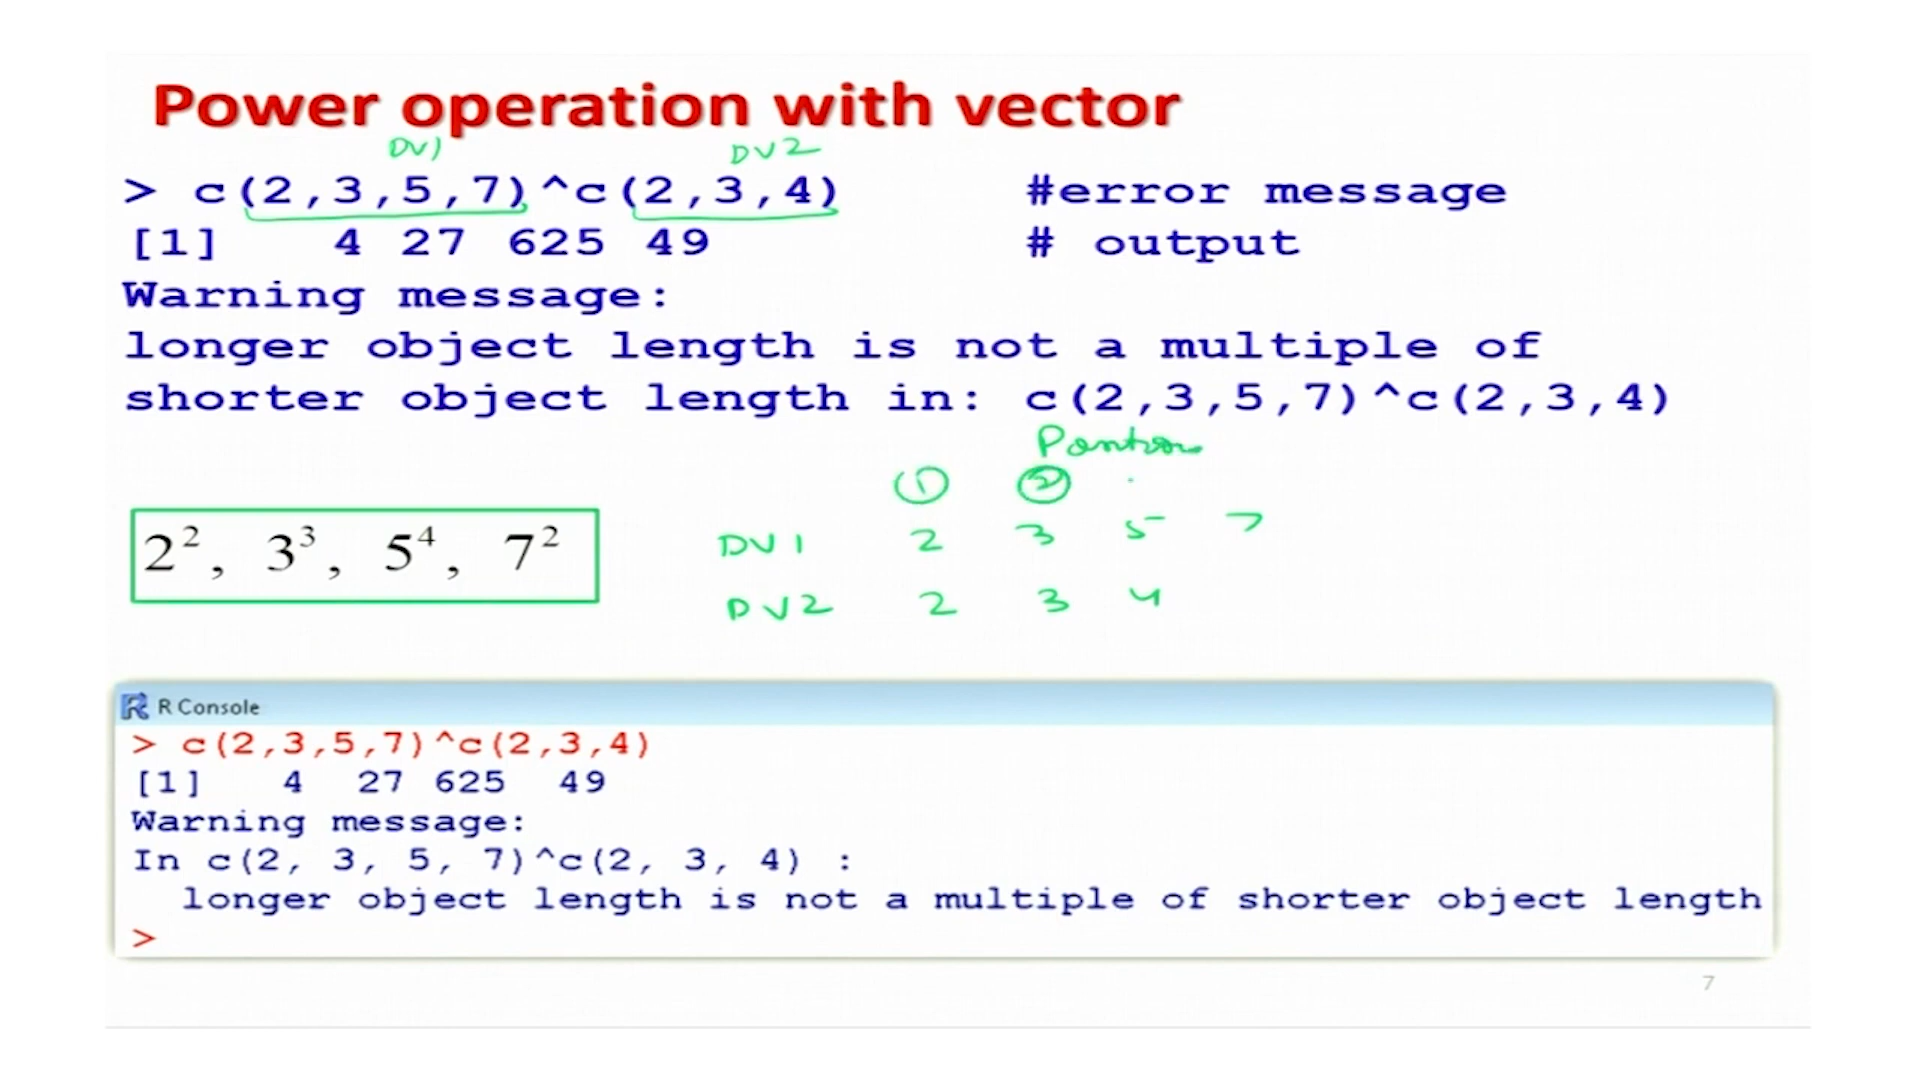 Power operation with vector
DV1 DV2
> c(2,3,5,7)^c(2,3,4) #error message
[1] 4 27 625 49 # output
Warning message:
longer object length is not a multiple of
shorter object length in: c(2,3,5,7)^c(2,3,4)
1 2
2², 3³, 5⁴, 7²
DV1 2 3 5 7
DV2 2 3 4
R Console
> c(2,3,5,7)^c(2,3,4)
[1] 4 27 625 49
Warning message:
In c(2, 3, 5, 7)^c(2, 3, 4) :
longer object length is not a multiple of shorter object length
>
7